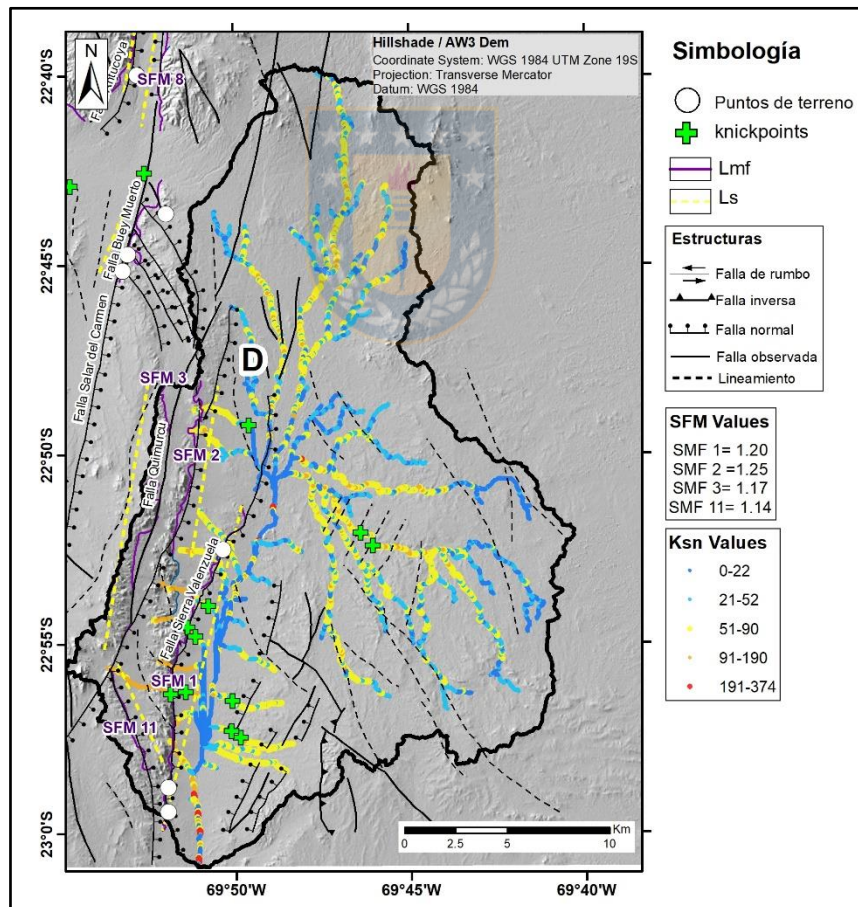 N
Hillshade / AW3 Dem
Coordinate System: WGS 1984 UTM Zone 19S
Projection: Transverse Mercator
Datum: WGS 1984
22°40'S
22°45'S
22°50'S
22°55'S
23°0'S
SFM 8
Falla Buey Muerto
Falla Salar del Carmen
D
SFM 3
Falla Quimurcu
SFM 2
Falla Sierra Valenzuela
SFM 1
SFM 11
Km
0 2.5 5 10
69°50'W 69°45'W 69°40'W
Simbología
Puntos de terreno
knickpoints
Lmf
Ls
Estructuras
Falla de rumbo
Falla inversa
Falla normal
Falla observada
Lineamiento
SFM Values
SMF 1= 1.20
SMF 2 =1.25
SMF 3= 1.17
SMF 11= 1.14
Ksn Values
0-22
21-52
51-90
91-190
191-374